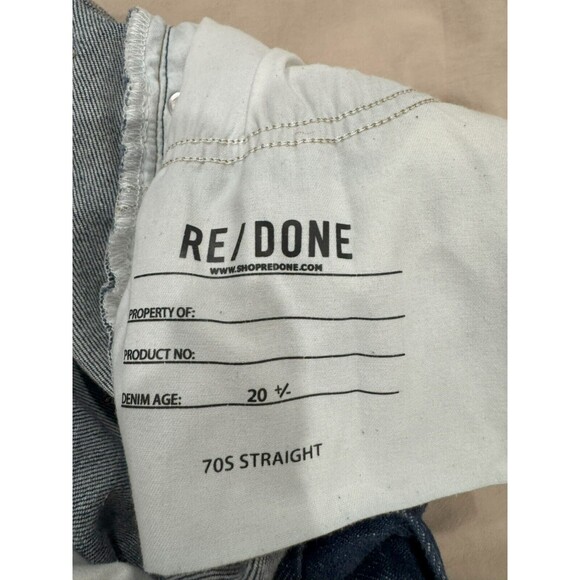 RE/DONE
WWW.SHOPREDONE.COM
PROPERTY OF:
PRODUCT NO:
DENIM AGE: 20 +/-
70S STRAIGHT